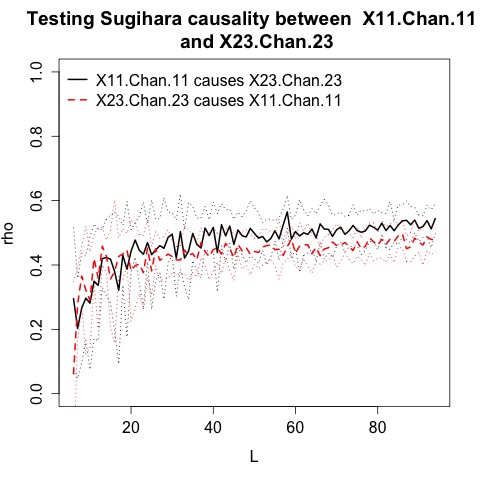 Testing Sugihara causality between  X11.Chan.11
and X23.Chan.23
X11.Chan.11 causes X23.Chan.23
X23.Chan.23 causes X11.Chan.11
1.0
0.8
0.6
0.4
0.2
0.0
rho
20 40 60 80
L